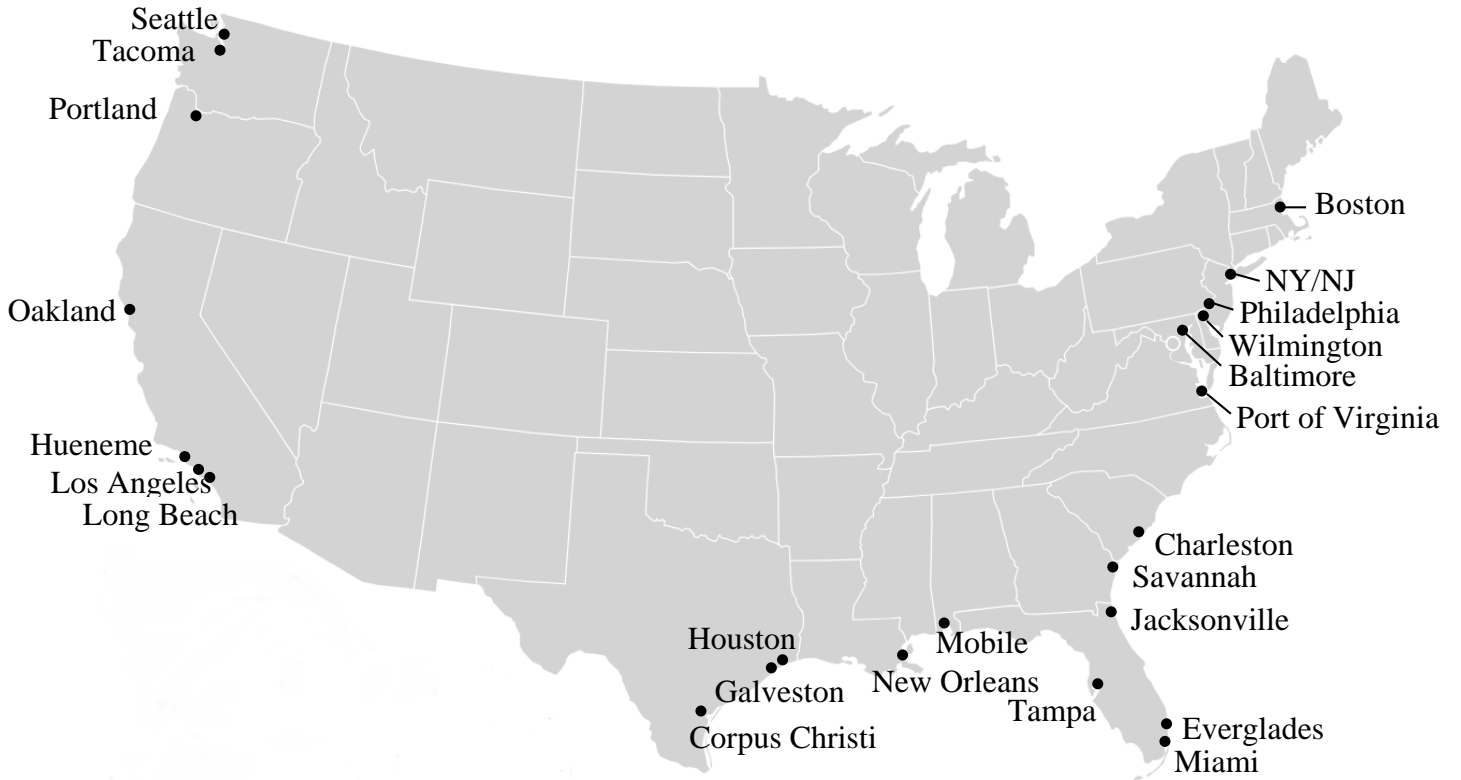 Seattle
Tacoma
Portland
Boston
NY/NJ
Oakland
Philadelphia
Wilmington
Baltimore
Port of Virginia
Hueneme
Los Angeles
Long Beach
Charleston
Savannah
Jacksonville
Houston
Mobile
New Orleans
Galveston
Tampa
Corpus Christi
Everglades
Miami